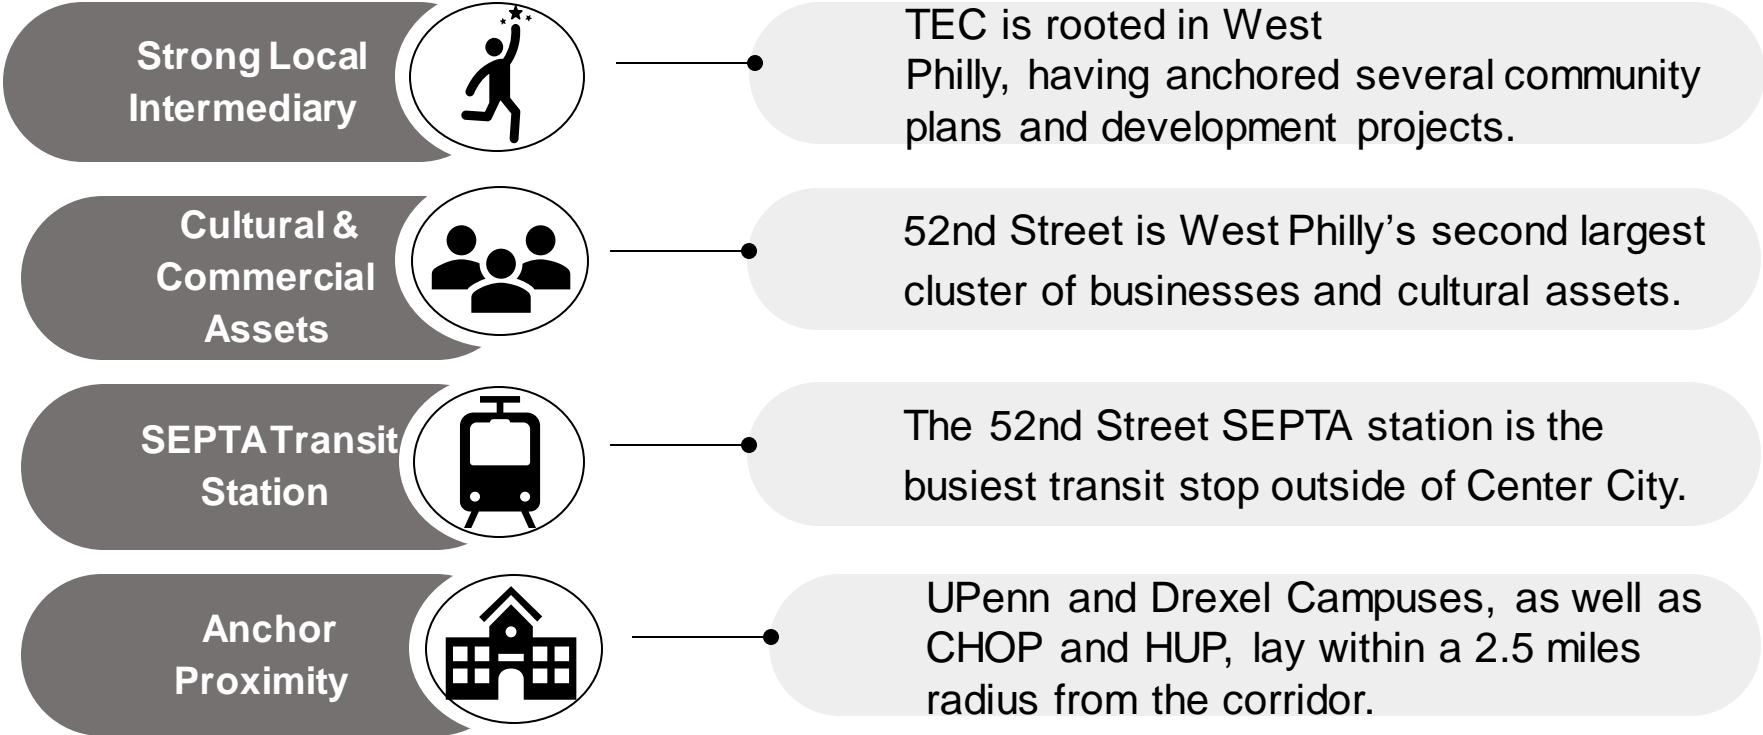 Strong Local
Intermediary
TEC is rooted in West
Philly, having anchored several community
plans and development projects.
Cultural &
Commercial
Assets
52nd Street is West Philly’s second largest
cluster of businesses and cultural assets.
SEPTA Transit
Station
The 52nd Street SEPTA station is the
busiest transit stop outside of Center City.
Anchor
Proximity
UPenn and Drexel Campuses, as well as
CHOP and HUP, lay within a 2.5 miles
radius from the corridor.